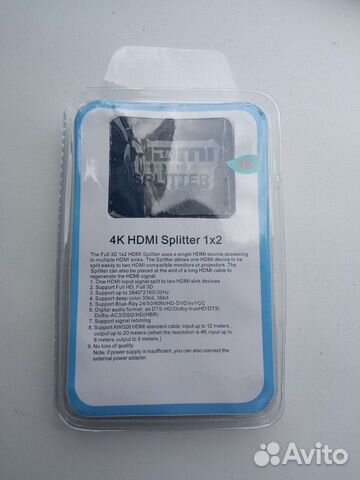 HDMI
SPLITTER
4K HDMI Splitter 1x2
The Full 3D 1x2 HDMI Splitter uses a single HDMI source,accessing
to multiple HDMI sinks. The Splitter allows one HDMI device to be
split easily to two HDMI compatible monitors or projectors. The
Splitter can also be placed at the end of a long HDMI cable to
regenerate the HDMI signal.
1. One HDMI input signal split to two HDMI sink devices
2. Support Full HD, Full 3D
3. Support up to 3840*2160/30Hz
4. Support deep color 30bit, 36bit
5. Support Blue-Ray 24/50/60fs/HD-DVD/xvYCC
6. Digital audio format, as DTS-HD/Dolby-trueHD/DTS/
Dolby-AC3/DSD/HD(HBR)
7. Support signal retiming
8. Support AWG26 HDMI standard cable: input up to 12 meters ,
output up to 20 meters (when the resolution is 4K,input up to
8 meters ,output to 8 meters )
9. No loss of quality
Note: if power supply is insufficient ,you can also connect the
external power adapter.
Avito